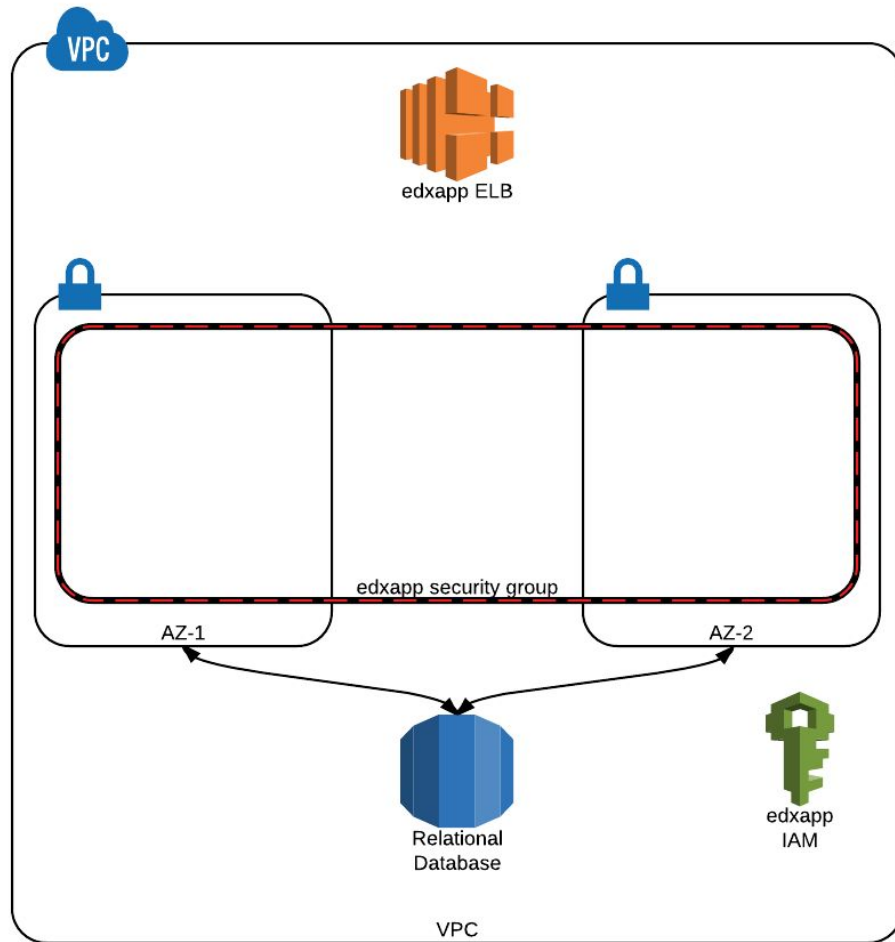 VPC
edxapp ELB
edxapp security group
AZ-1
AZ-2
Relational
Database
edxapp
IAM
VPC